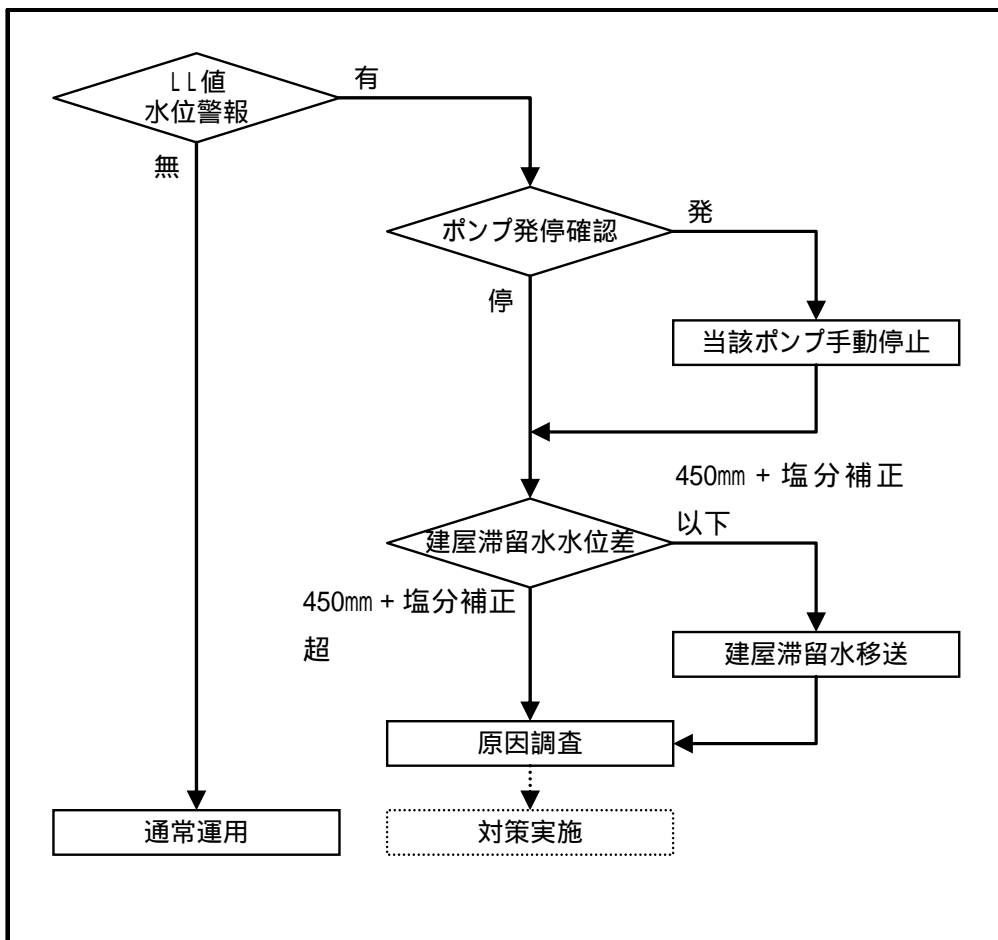 LL値
水位警報
有
無
ポンプ発停確認
発
停
当該ポンプ手動停止
450㎜+塩分補正
以下
建屋滞留水水位差
450㎜+塩分補正
超
建屋滞留水移送
原因調査
通常運用
対策実施